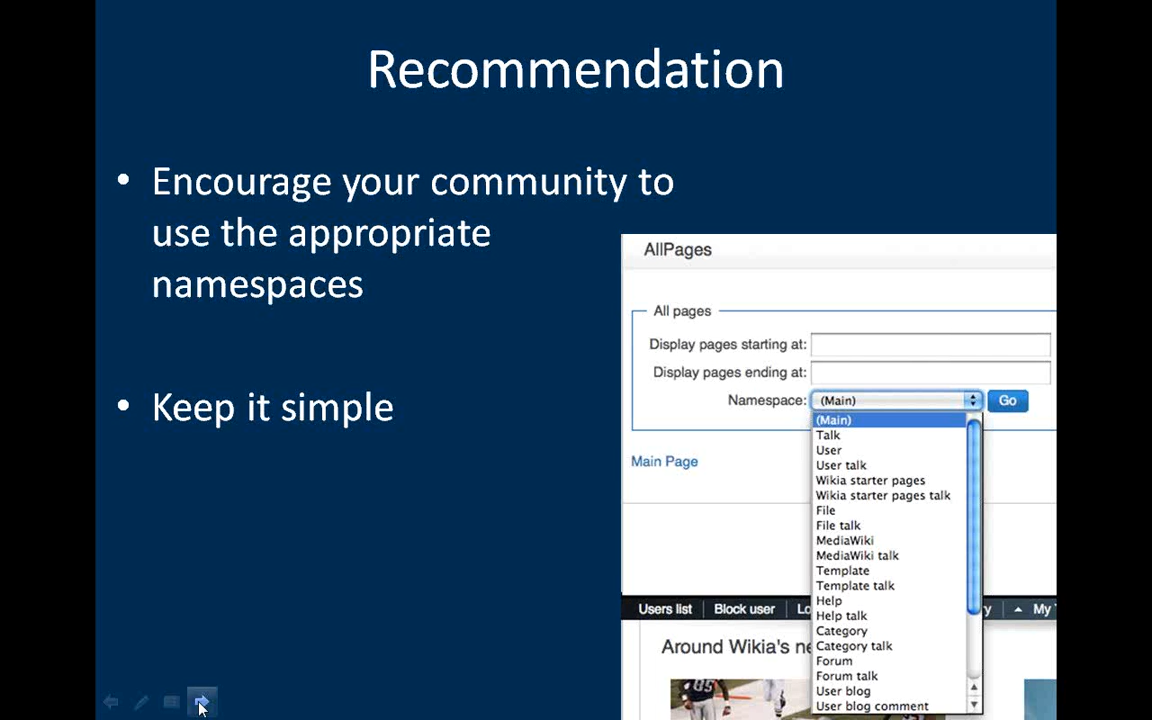 Recommendation
• Encourage your community to
use the appropriate
namespaces
• Keep it simple
AllPages
All pages
Display pages starting at:
Display pages ending at:
Namespace: (Main) Go
(Main)
Talk
User
User talk
Main Page
Wikia starter pages
Wikia starter pages talk
File
File talk
MediaWiki
MediaWiki talk
Template
Template talk
Help
Users list Block user Lo y My
Help talk
Category
Around Wikia's ne
Category talk
Forum
Forum talk
User blog
User blog comment
85